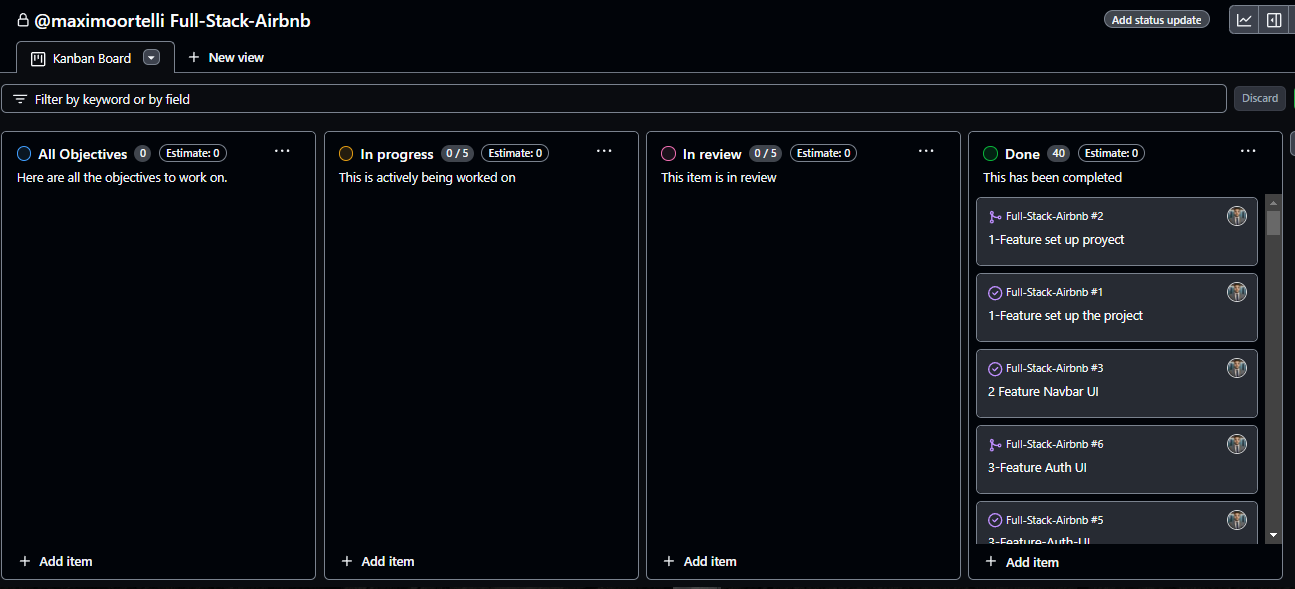 @maximoortelli Full-Stack-Airbnb
Add status update
Kanban Board
New view
Filter by keyword or by field
Discard
All Objectives 0 Estimate: 0
Here are all the objectives to work on.
Add item
In progress 0 / 5 Estimate: 0
This is actively being worked on
Add item
In review 0 / 5 Estimate: 0
This item is in review
Add item
Done 40 Estimate: 0
This has been completed
Full-Stack-Airbnb #2
1-Feature set up proyect
Full-Stack-Airbnb #1
1-Feature set up the project
Full-Stack-Airbnb #3
2 Feature Navbar UI
Full-Stack-Airbnb #6
3-Feature Auth UI
Full-Stack-Airbnb #5
3-Feature-Auth-UI
Add item